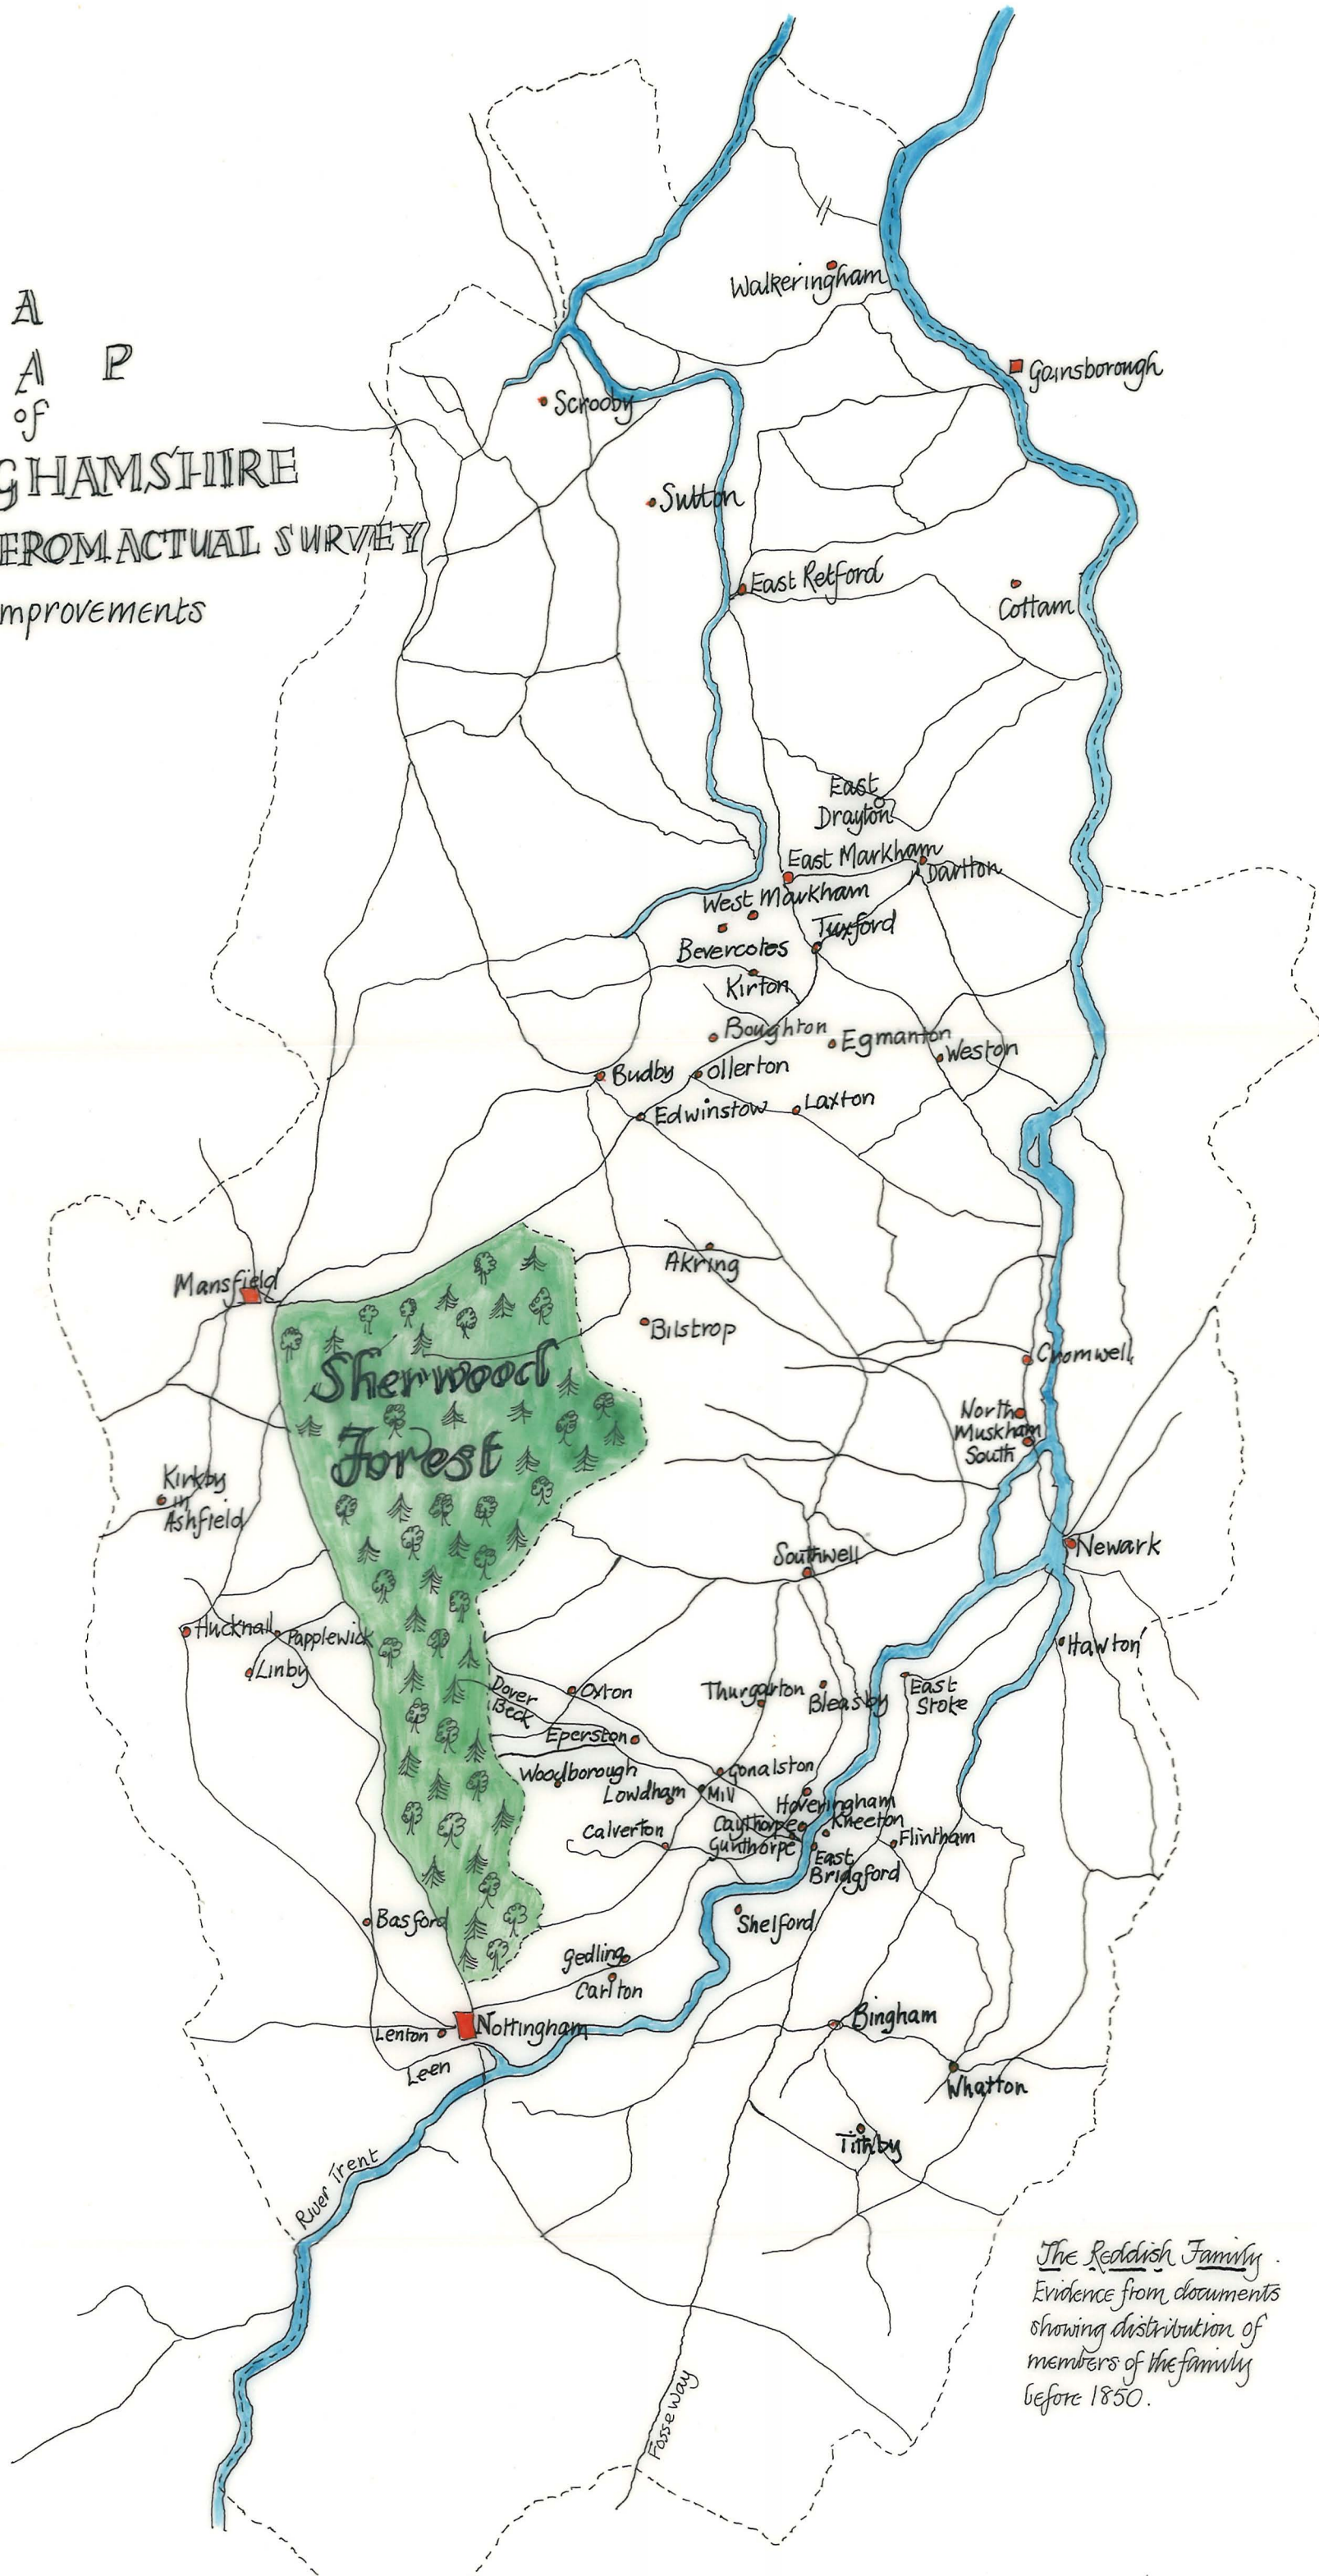 A
A P
of
GHAMSHIRE
FROM ACTUAL SURVEY
mprovements
Walkeringham
Gainsborough
Scrooby
Sutton
East Retford
Cottam
East
Drayton
East Markham
Darlton
West Markham
Tuxford
Bevercotes
Kirton
Boughton
Egmanton
Weston
Budby
Ollerton
Edwinstow
Laxton
Mansfield
Akring
Bilstrop
Sherwood
Forest
Cromwell
North
Muskham
South
Kirkby
in
Ashfield
Newark
Southwell
Hucknall
Papplewick
Linby
Hawton
Dover
Beck
Oxton
Thurgarton
Bleasby
East
Stoke
Eperston
Woodborough
Gonalston
Lowdham
Mill
Hoveringham
Calverton
Caythorpe
Kneeton
Gunthorpe
Flintham
East
Bridgford
Basford
Shelford
Gedling
Carlton
Lenton
Nottingham
Bingham
Leen
Whatton
Tithby
River Trent
Fosse way
The Reddish Family.
Evidence from documents
showing distribution of
members of the family
before 1850.